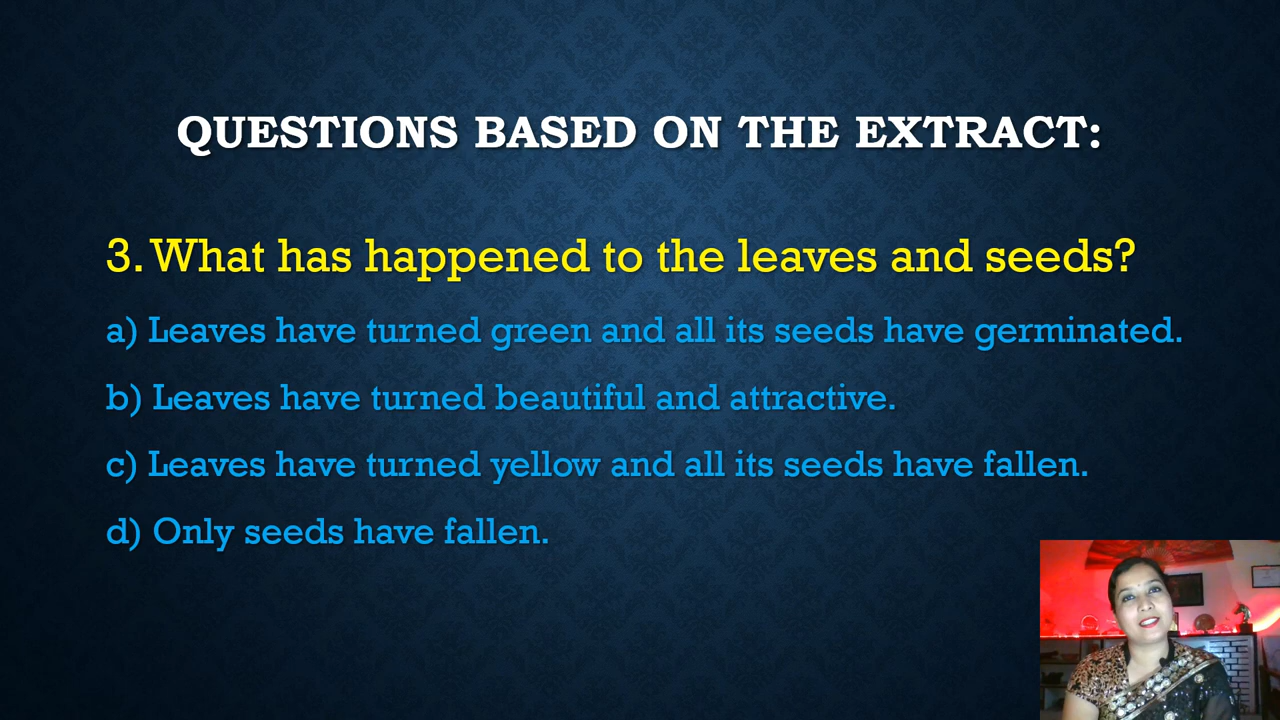 QUESTIONS BASED ON THE EXTRACT:
3. What has happened to the leaves and seeds?
a) Leaves have turned green and all its seeds have germinated.
b) Leaves have turned beautiful and attractive.
c) Leaves have turned yellow and all its seeds have fallen.
d) Only seeds have fallen.